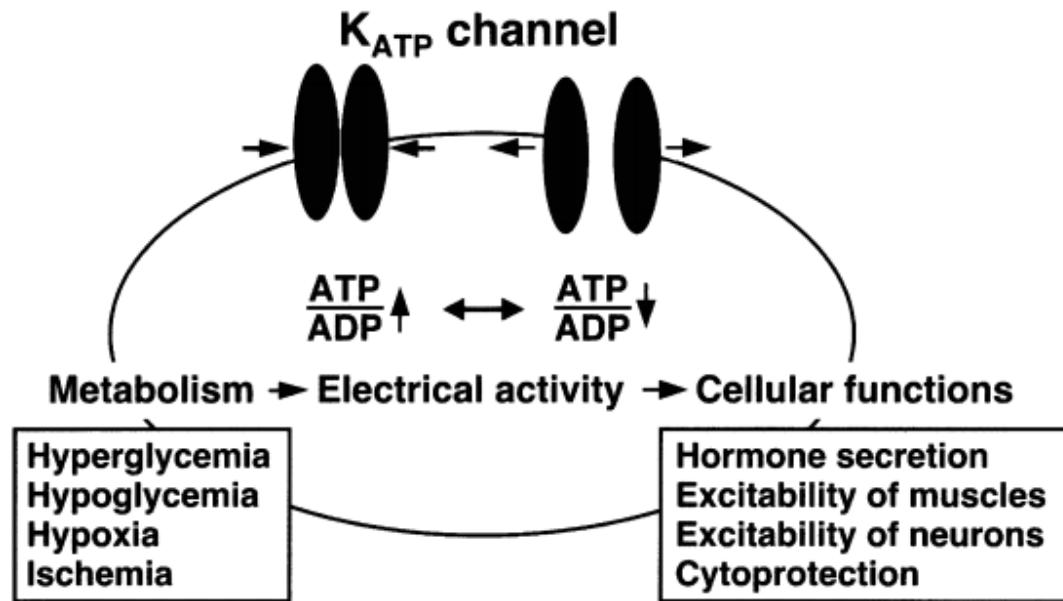 K_ATP channel
ATP ATP
ADP ADP
Metabolism Electrical activity Cellular functions
Hyperglycemia
Hypoglycemia
Hypoxia
Ischemia
Hormone secretion
Excitability of muscles
Excitability of neurons
Cytoprotection